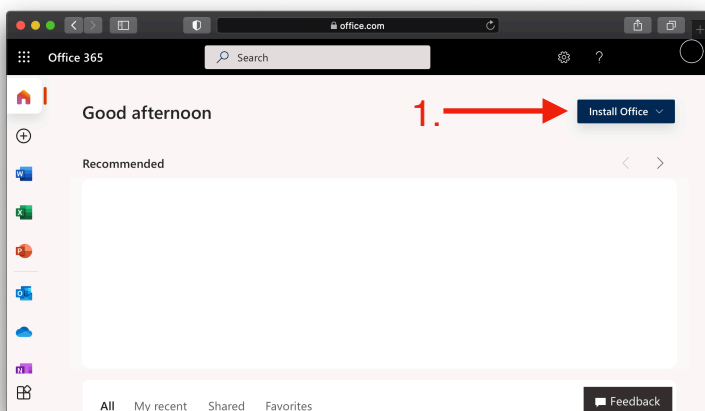 office.com
Office 365
Search
?
Good afternoon
1.
Install Office
Recommended
W
X
P
O
N
All My recent Shared Favorites
Feedback